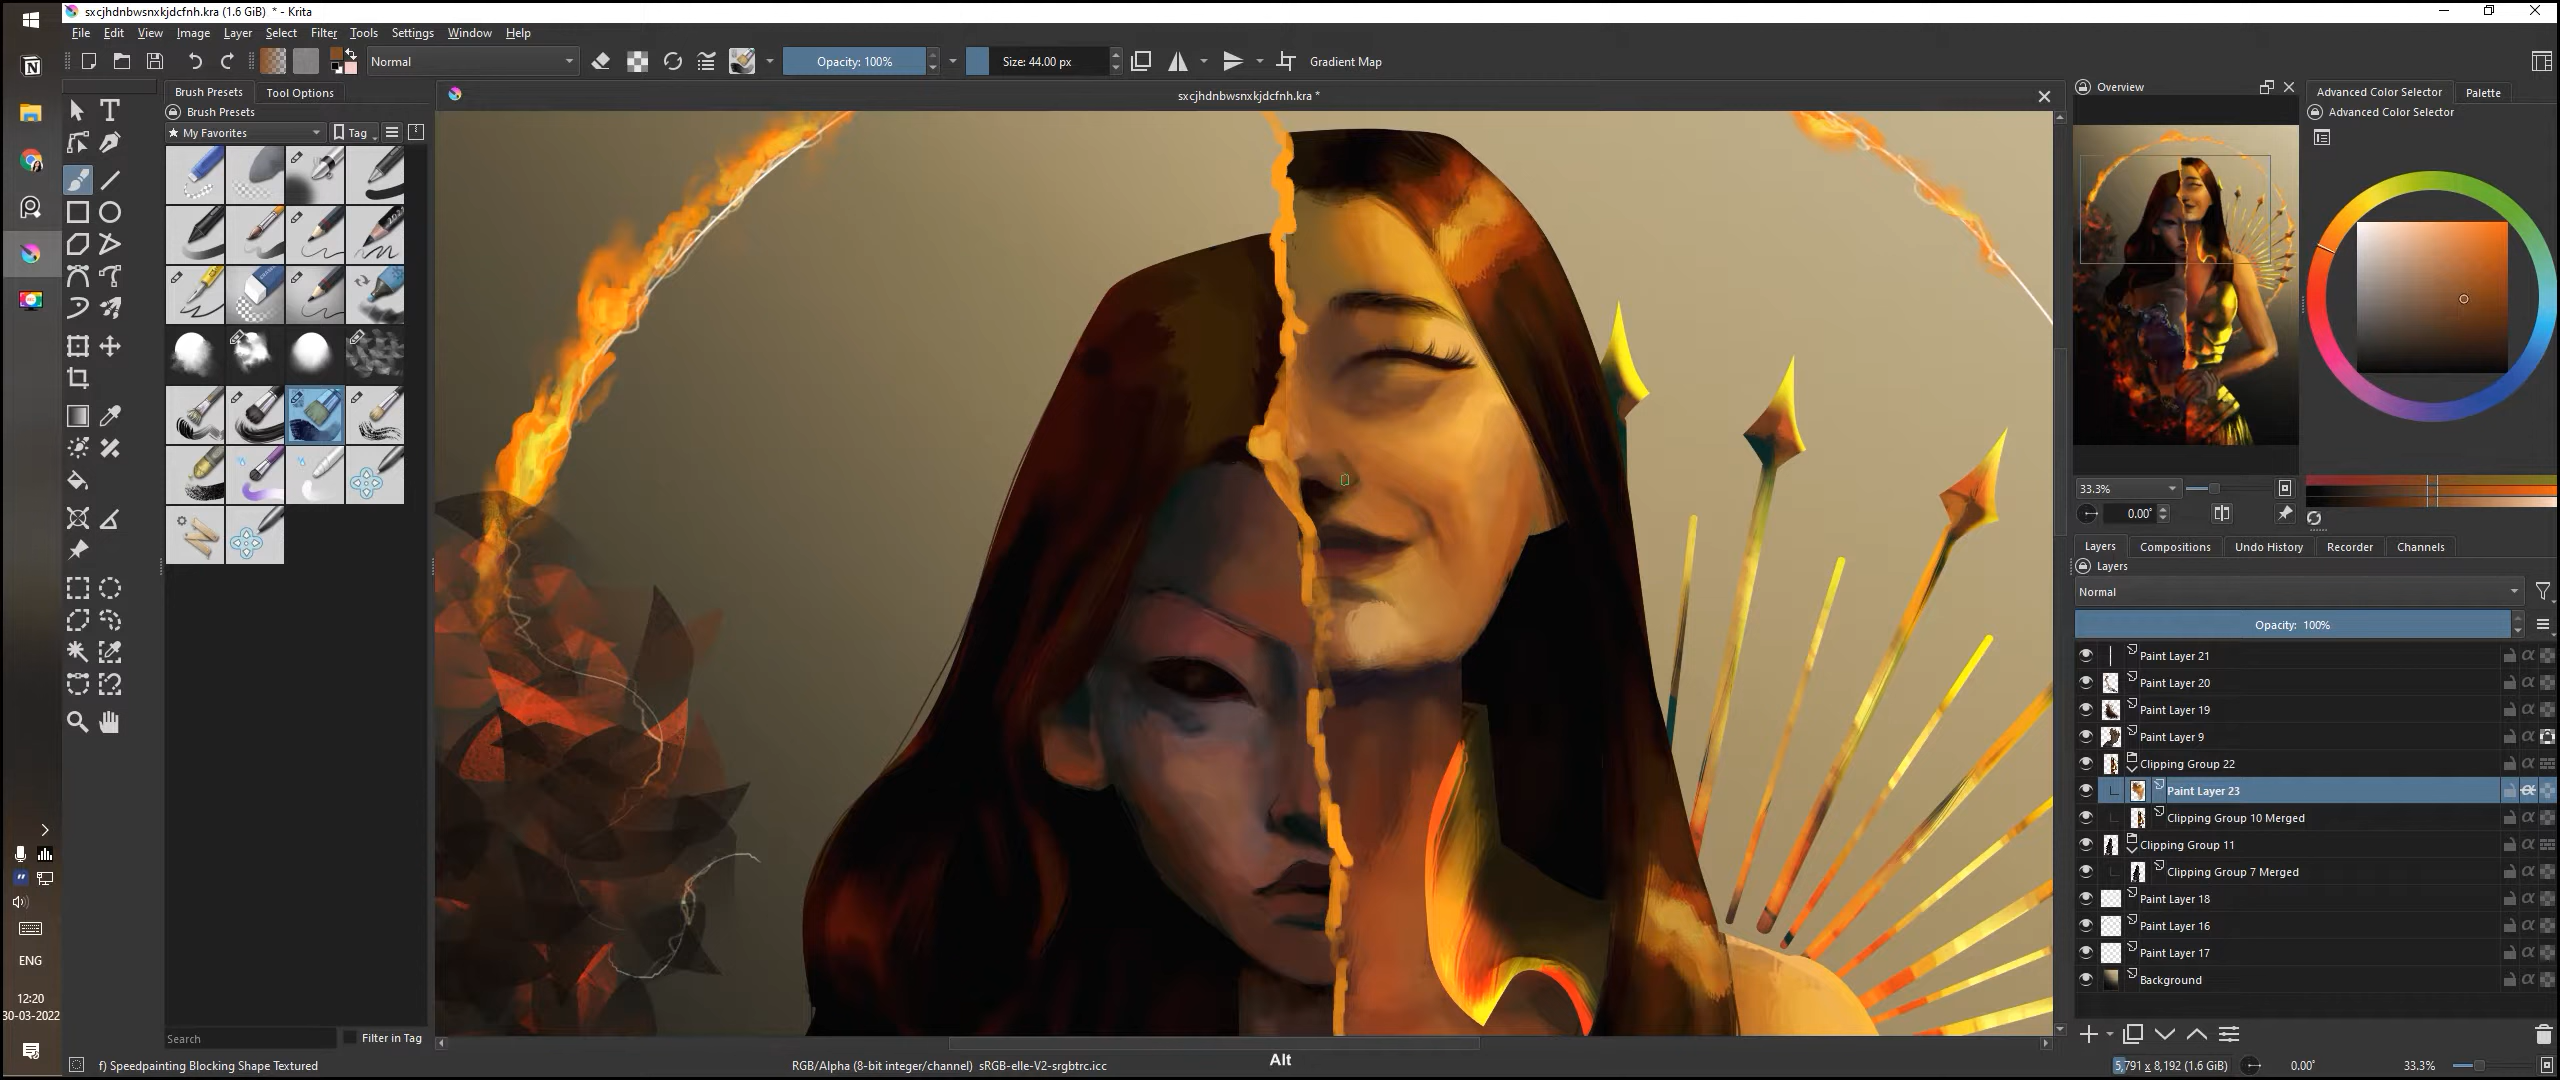 sxcjhdnbwsnxkjdcfnh.kra (1.6 GiB) * - Krita
File Edit View Image Layer Select Filter Tools Settings Window Help
Normal
Opacity: 100%
Size: 44.00 px
Gradient Map
Brush Presets
Tool Options
Brush Presets
My Favorites
Tag
sxcjhdnbwsnxkjdcfnh.kra *
Overview
Advanced Color Selector
Palette
Advanced Color Selector
33.3%
0.00°
Layers
Compositions
Undo History
Recorder
Channels
Layers
Normal
Opacity: 100%
Paint Layer 21
Paint Layer 20
Paint Layer 19
Paint Layer 9
Clipping Group 22
Paint Layer 23
Clipping Group 10 Merged
Clipping Group 11
Clipping Group 7 Merged
Paint Layer 18
Paint Layer 16
Paint Layer 17
Background
ENG
12:20
30-03-2022
Search
Filter in Tag
f) Speedpainting Blocking Shape Textured
RGB/Alpha (8-bit integer/channel) sRGB-elle-V2-srgbtrc.icc
Alt
5,791 x 8,192 (1.6 GiB)
0.00°
33.3%